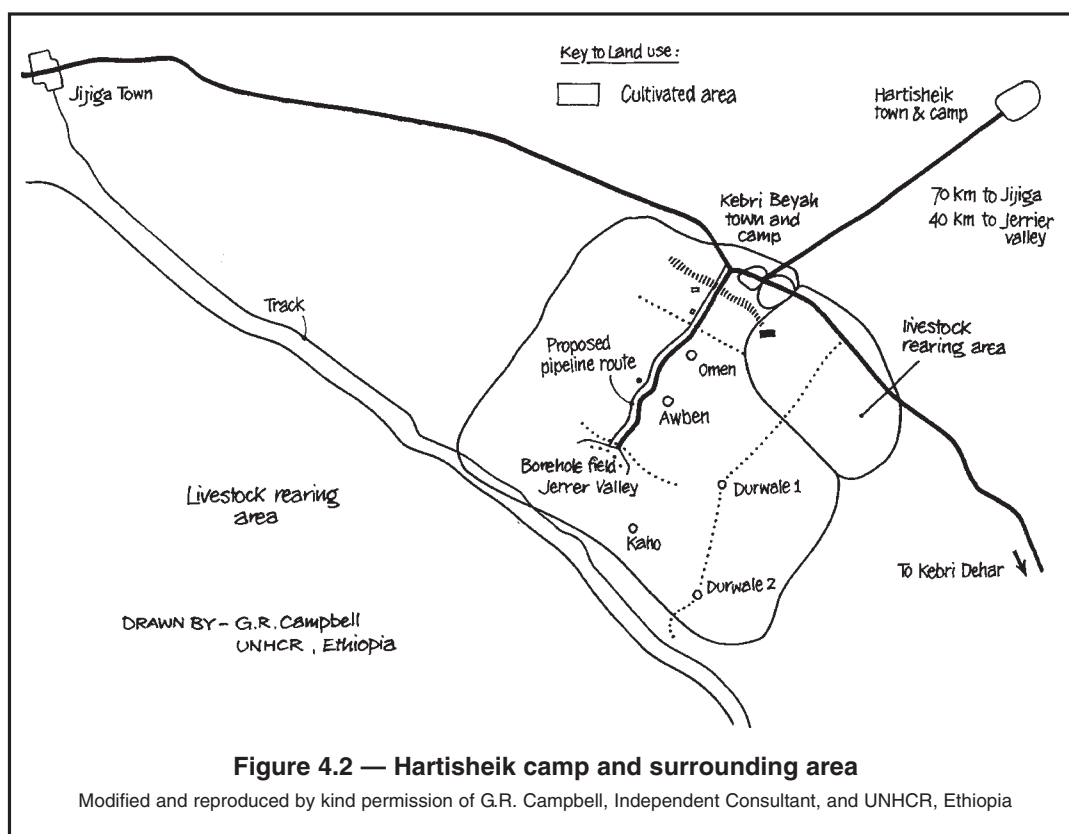 Key to Land use:
Cultivated area
Jijiga Town
Hartisheik
town & camp
70 km to Jijiga
40 km to Jerrier
valley
Kebri Beyah
town and
camp
Track
livestock
rearing area
Proposed
pipeline route
Omen
Awben
Borehole field
Jerrer Valley
Durwale 1
Livestock rearing
area
Kaho
To Kebri Dehar
Durwale 2
DRAWN BY - G.R. Campbell
UNHCR, Ethiopia
Figure 4.2 — Hartisheik camp and surrounding area
Modified and reproduced by kind permission of G.R. Campbell, Independent Consultant, and UNHCR, Ethiopia